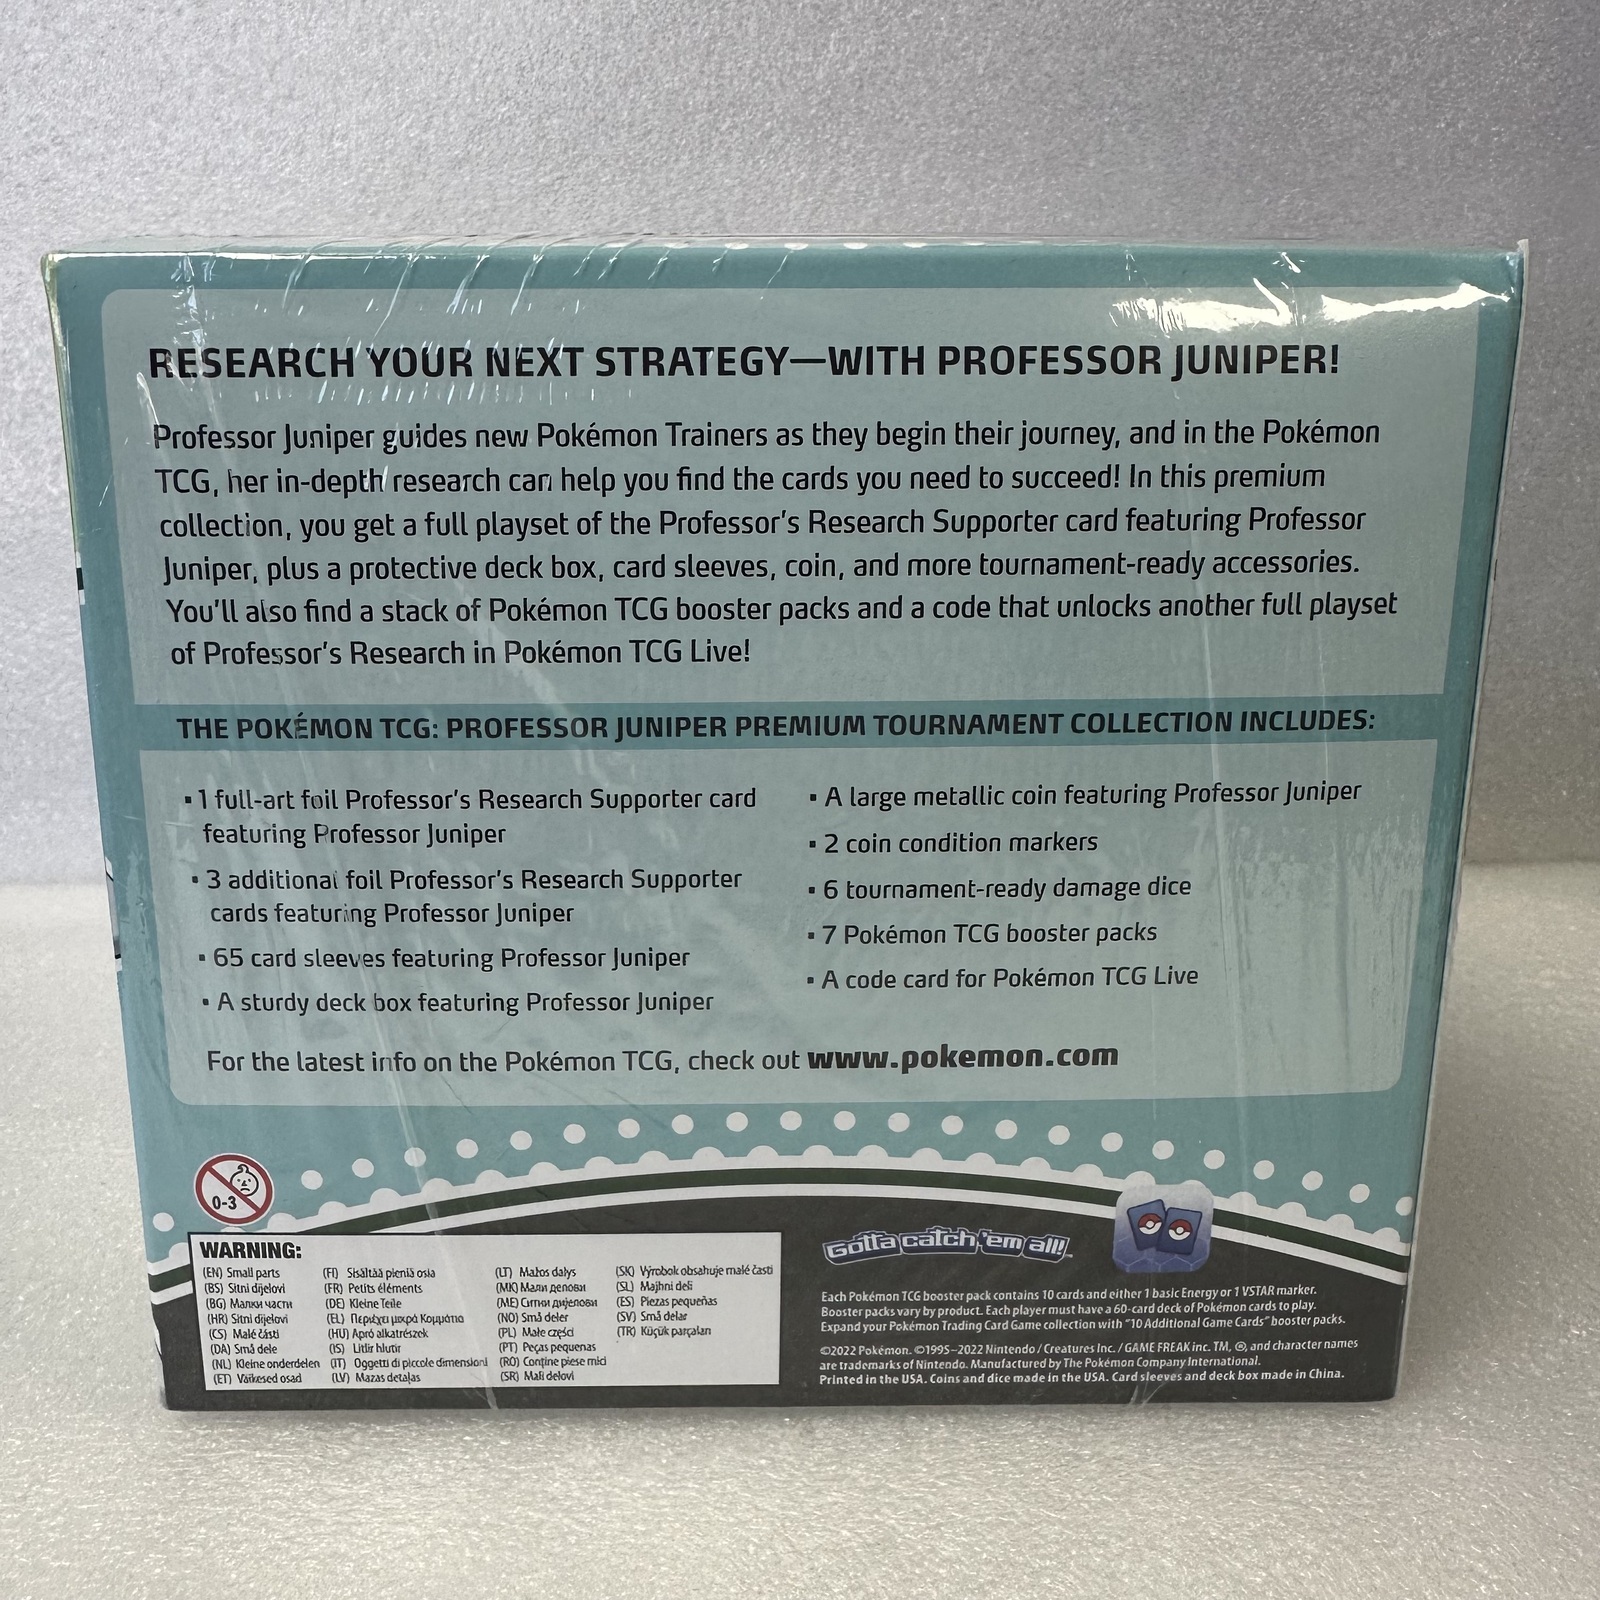 RESEARCH YOUR NEXT STRATEGY—WITH PROFESSOR JUNIPER!
Professor Juniper guides new Pokémon Trainers as they begin their journey, and in the Pokémon
TCG, her in-depth research can help you find the cards you need to succeed! In this premium
collection, you get a full playset of the Professor's Research Supporter card featuring Professor
Juniper, plus a protective deck box, card sleeves, coin, and more tournament-ready accessories.
You'll also find a stack of Pokémon TCG booster packs and a code that unlocks another full playset
of Professor's Research in Pokémon TCG Live!
THE POKÉMON TCG: PROFESSOR JUNIPER PREMIUM TOURNAMENT COLLECTION INCLUDES:
▪ 1 full-art foil Professor's Research Supporter card
featuring Professor Juniper
▪ 3 additional foil Professor's Research Supporter
cards featuring Professor Juniper
▪ 65 card sleeves featuring Professor Juniper
▪ A sturdy deck box featuring Professor Juniper
▪ A large metallic coin featuring Professor Juniper
▪ 2 coin condition markers
▪ 6 tournament-ready damage dice
▪ 7 Pokémon TCG booster packs
▪ A code card for Pokémon TCG Live
For the latest info on the Pokémon TCG, check out www.pokemon.com
0-3
WARNING:
(EN) Small parts
(BS) Sitni dijelovi
(BG) Малки части
(HR) Sitni dijelovi
(CS) Malé části
(DA) Små dele
(NL) Kleine onderdelen
(ET) Väikesed osad
(FI) Sisältää pieniä osia
(FR) Petits éléments
(DE) Kleine Teile
(EL) Περιέχει μικρά Κομμάτια
(HU) Apró alkatrészek
(IS) Litlir hlutir
(IT) Oggetti di piccole dimensioni
(LV) Mazas detaļas
(LT) Mažos dalys
(MK) Мали делови
(ME) Ситни дијелови
(NO) Små deler
(PL) Małe części
(PT) Peças pequenas
(RO) Conține piese mici
(SR) Mali delovi
(SK) Výrobok obsahuje malé časti
(SL) Majhni deli
(ES) Piezas pequeñas
(SV) Små delar
(TR) Küçük parçaları
Gotta catch 'em all!™
Each Pokémon TCG booster pack contains 10 cards and either 1 basic Energy or 1 VSTAR marker.
Booster packs vary by product. Each player must have a 60-card deck of Pokémon cards to play.
Expand your Pokémon Trading Card Game collection with "10 Additional Game Cards" booster packs.
©2022 Pokémon. ©1995–2022 Nintendo / Creatures Inc. / GAME FREAK inc. TM, ®, and character names
are trademarks of Nintendo. Manufactured by The Pokémon Company International.
Printed in the USA. Coins and dice made in the USA. Card sleeves and deck box made in China.